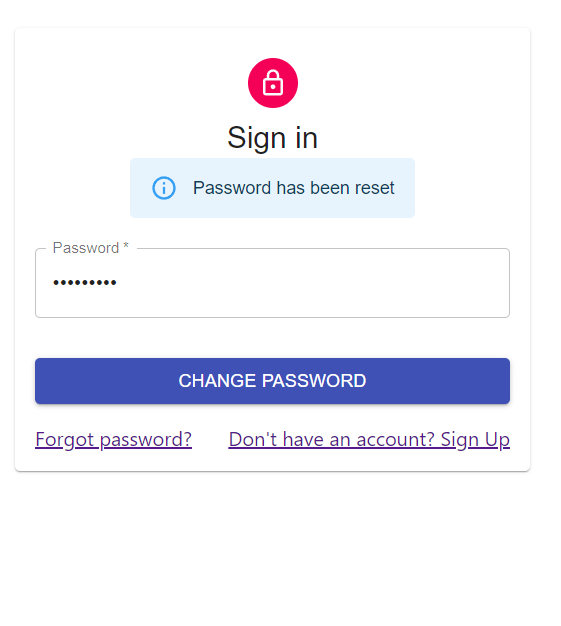 Sign in
Password has been reset
Password *
•••••••••
CHANGE PASSWORD
Forgot password? Don't have an account? Sign Up